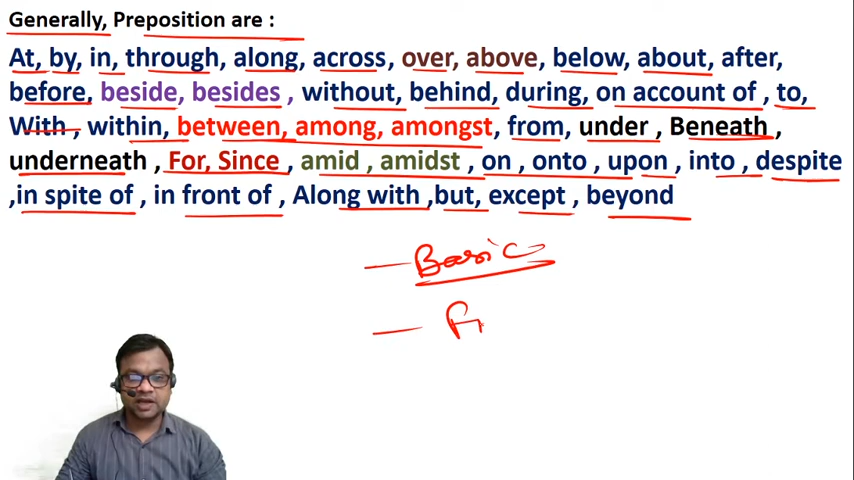 Generally, Preposition are :
At, by, in, through, along, across, over, above, below, about, after,
before, beside, besides , without, behind, during, on account of , to,
With , within, between, among, amongst, from, under , Beneath ,
underneath , For, Since , amid , amidst , on , onto , upon , into , despite
,in spite of , in front of , Along with ,but, except , beyond
— Basic
—